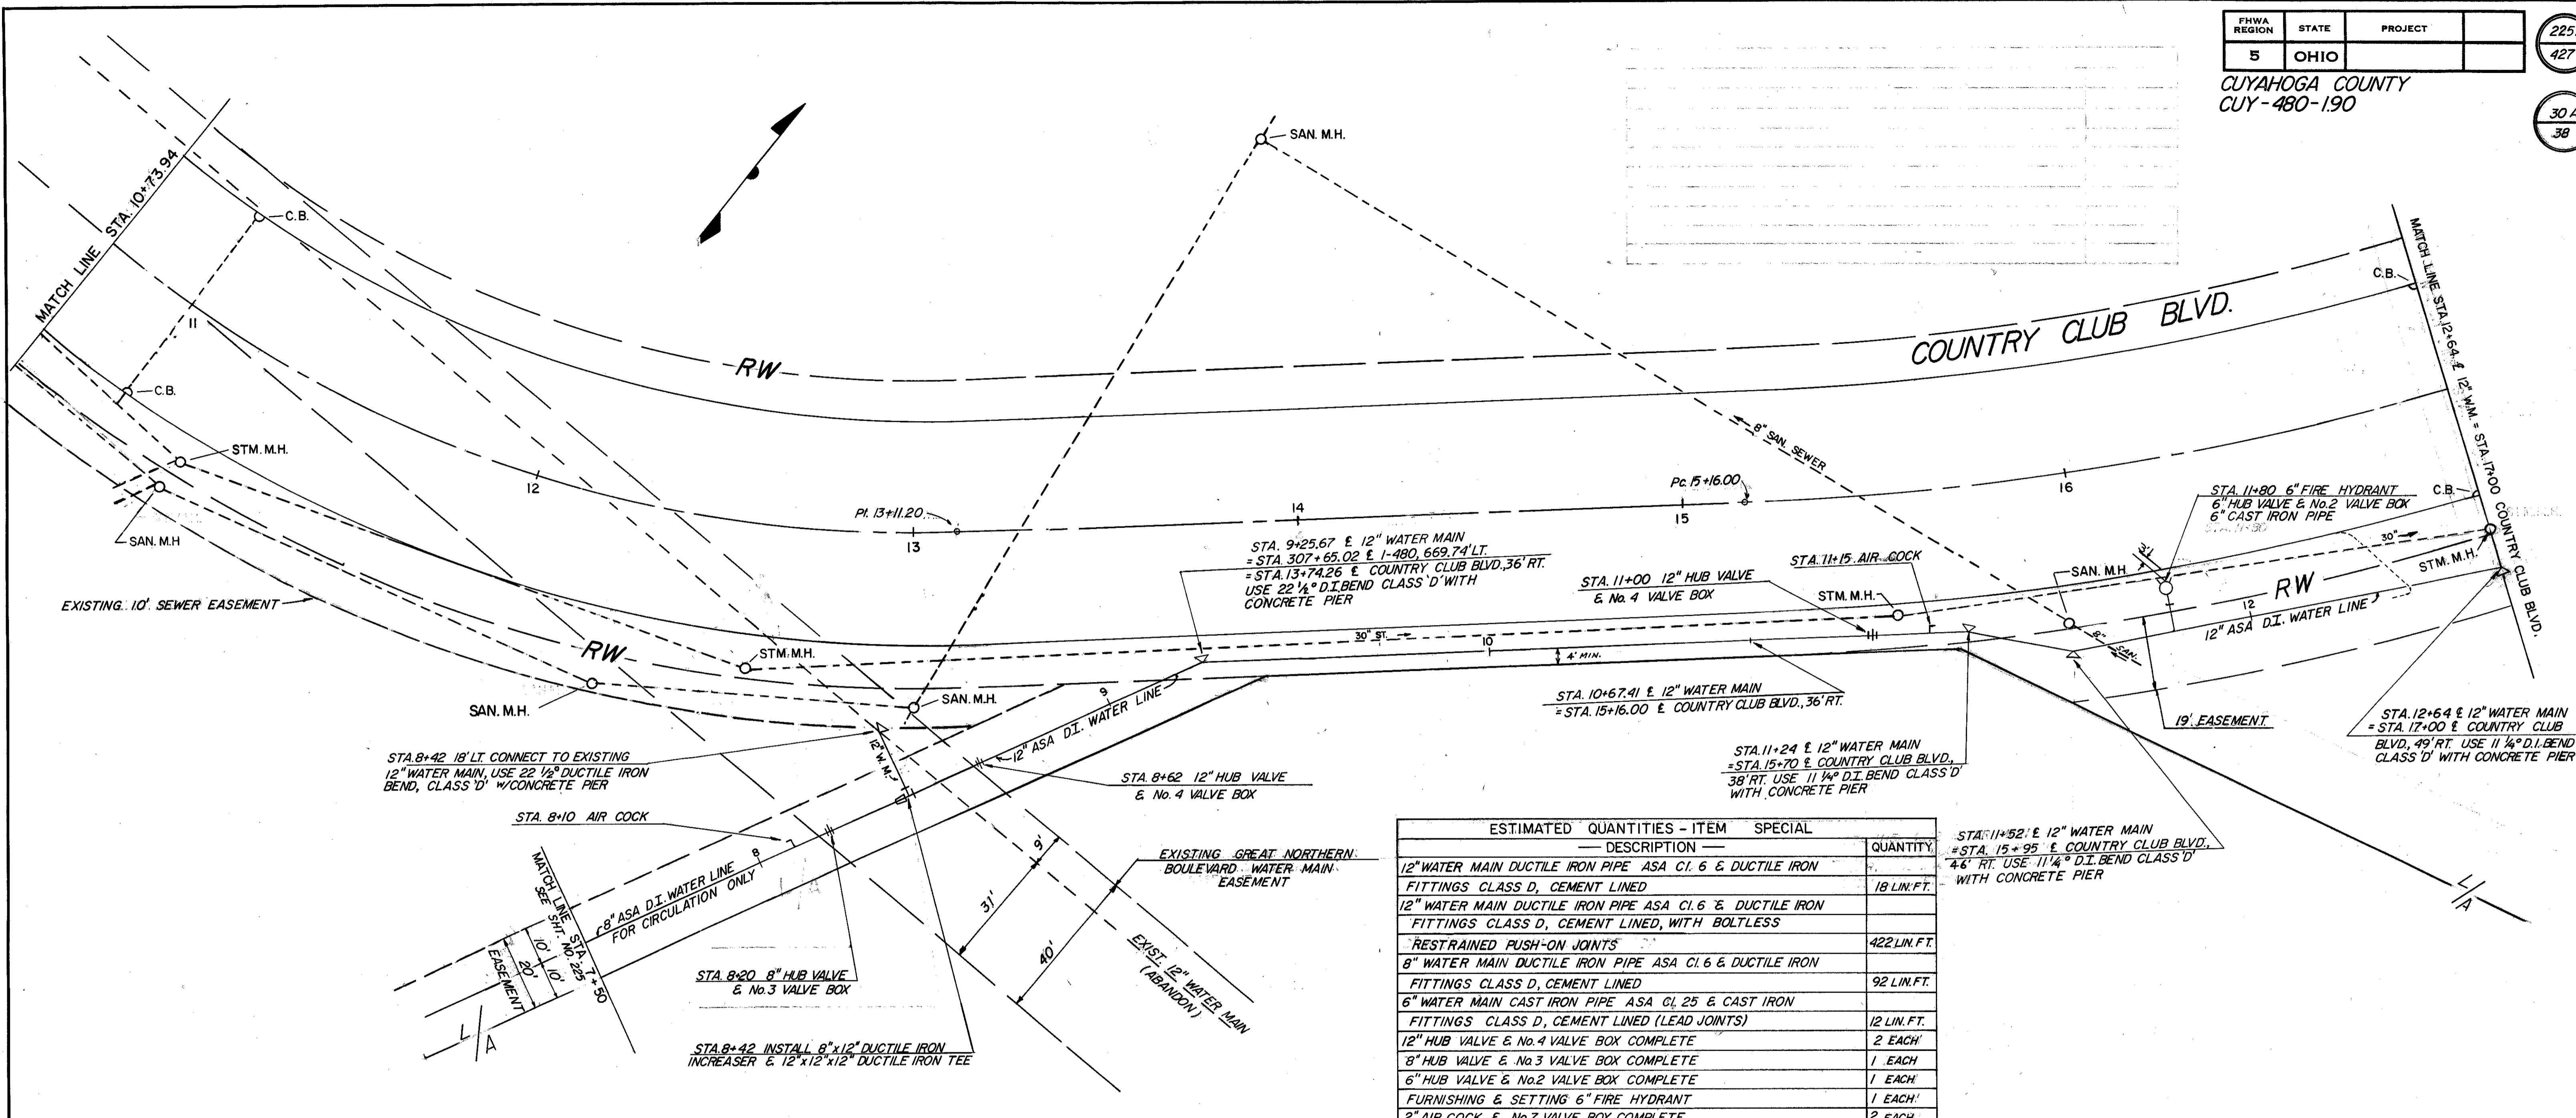 FHWA REGION STATE PROJECT
5 OHIO
225
427
CUYAHOGA COUNTY
CUY-480-1.90
30 A
38
MATCH LINE STA. 10+73.94
C.B.
11
C.B.
STM. M.H.
SAN. M.H
EXISTING 10' SEWER EASEMENT
12
RW
RW
SAN. M.H.
STM. M.H.
SAN. M.H.
SAN. M.H.
PI. 13+11.20
13
14
15
PC. 15+16.00
16
8" SAN. SEWER
COUNTRY CLUB BLVD.
C.B.
MATCH LINE STA. 12+64 ℄ 12" W.M. = STA. 17+00 COUNTRY CLUB BLVD.
STA. 9+25.67 ℄ 12" WATER MAIN
= STA. 307+65.02 ℄ I-480, 669.74' LT.
= STA. 13+74.26 ℄ COUNTRY CLUB BLVD., 36' RT.
USE 22 ½° D.I. BEND CLASS 'D' WITH
CONCRETE PIER
STA. 11+00 12" HUB VALVE
& No. 4 VALVE BOX
STA. 11+15 AIR COCK
STM. M.H.
SAN. M.H.
STA. 11+80 6" FIRE HYDRANT
6" HUB VALVE & No. 2 VALVE BOX
6" CAST IRON PIPE
C.B.
3'
30"
STM. M.H.
RW
12
12" ASA D.I. WATER LINE
8"
SAN.
30" ST.
10
4' MIN.
9
12" ASA D.I. WATER LINE
12" W.M.
STA. 10+67.41 ℄ 12" WATER MAIN
= STA. 15+16.00 ℄ COUNTRY CLUB BLVD., 36' RT.
19' EASEMENT
STA. 12+64 ℄ 12" WATER MAIN
= STA. 17+00 ℄ COUNTRY CLUB
BLVD., 49' RT. USE 11 ¼° D.I. BEND
CLASS 'D' WITH CONCRETE PIER
STA. 11+24 ℄ 12" WATER MAIN
= STA. 15+70 ℄ COUNTRY CLUB BLVD.,
38' RT. USE 11 ¼° D.I. BEND CLASS 'D'
WITH CONCRETE PIER
STA. 11+52 ℄ 12" WATER MAIN
= STA. 15+95 ℄ COUNTRY CLUB BLVD.,
46' RT. USE 11 ¼° D.I. BEND CLASS 'D'
WITH CONCRETE PIER
STA. 8+42 18' LT. CONNECT TO EXISTING
12" WATER MAIN, USE 22 ½° DUCTILE IRON
BEND, CLASS 'D' W/CONCRETE PIER
STA. 8+62 12" HUB VALVE
& No. 4 VALVE BOX
STA. 8+10 AIR COCK
8
8" ASA D.I. WATER LINE
FOR CIRCULATION ONLY
MATCH LINE STA. 7+50
SEE SHT. NO. 225
10' 10'
20'
EASEMENT
L/A
STA. 8+20 8" HUB VALVE
& No. 3 VALVE BOX
STA. 8+42 INSTALL 8"x12" DUCTILE IRON
INCREASER & 12"x12"x12" DUCTILE IRON TEE
9'
31'
40'
EXISTING GREAT NORTHERN
BOULEVARD WATER MAIN
EASEMENT
EXIST. 12" WATER MAIN
(ABANDON)
L/A
ESTIMATED QUANTITIES - ITEM SPECIAL
DESCRIPTION QUANTITY
12" WATER MAIN DUCTILE IRON PIPE ASA Cl. 6 & DUCTILE IRON
FITTINGS CLASS D, CEMENT LINED 18 LIN. FT.
12" WATER MAIN DUCTILE IRON PIPE ASA Cl. 6 & DUCTILE IRON
FITTINGS CLASS D, CEMENT LINED, WITH BOLTLESS
RESTRAINED PUSH-ON JOINTS 422 LIN. FT.
8" WATER MAIN DUCTILE IRON PIPE ASA Cl. 6 & DUCTILE IRON
FITTINGS CLASS D, CEMENT LINED 92 LIN. FT.
6" WATER MAIN CAST IRON PIPE ASA Cl. 25 & CAST IRON
FITTINGS CLASS D, CEMENT LINED (LEAD JOINTS) 12 LIN. FT.
12" HUB VALVE & No. 4 VALVE BOX COMPLETE 2 EACH
8" HUB VALVE & No. 3 VALVE BOX COMPLETE 1 EACH
6" HUB VALVE & No. 2 VALVE BOX COMPLETE 1 EACH
FURNISHING & SETTING 6" FIRE HYDRANT 1 EACH
2" AIR COCK & No. 7 VALVE BOX COMPLETE 2 EACH